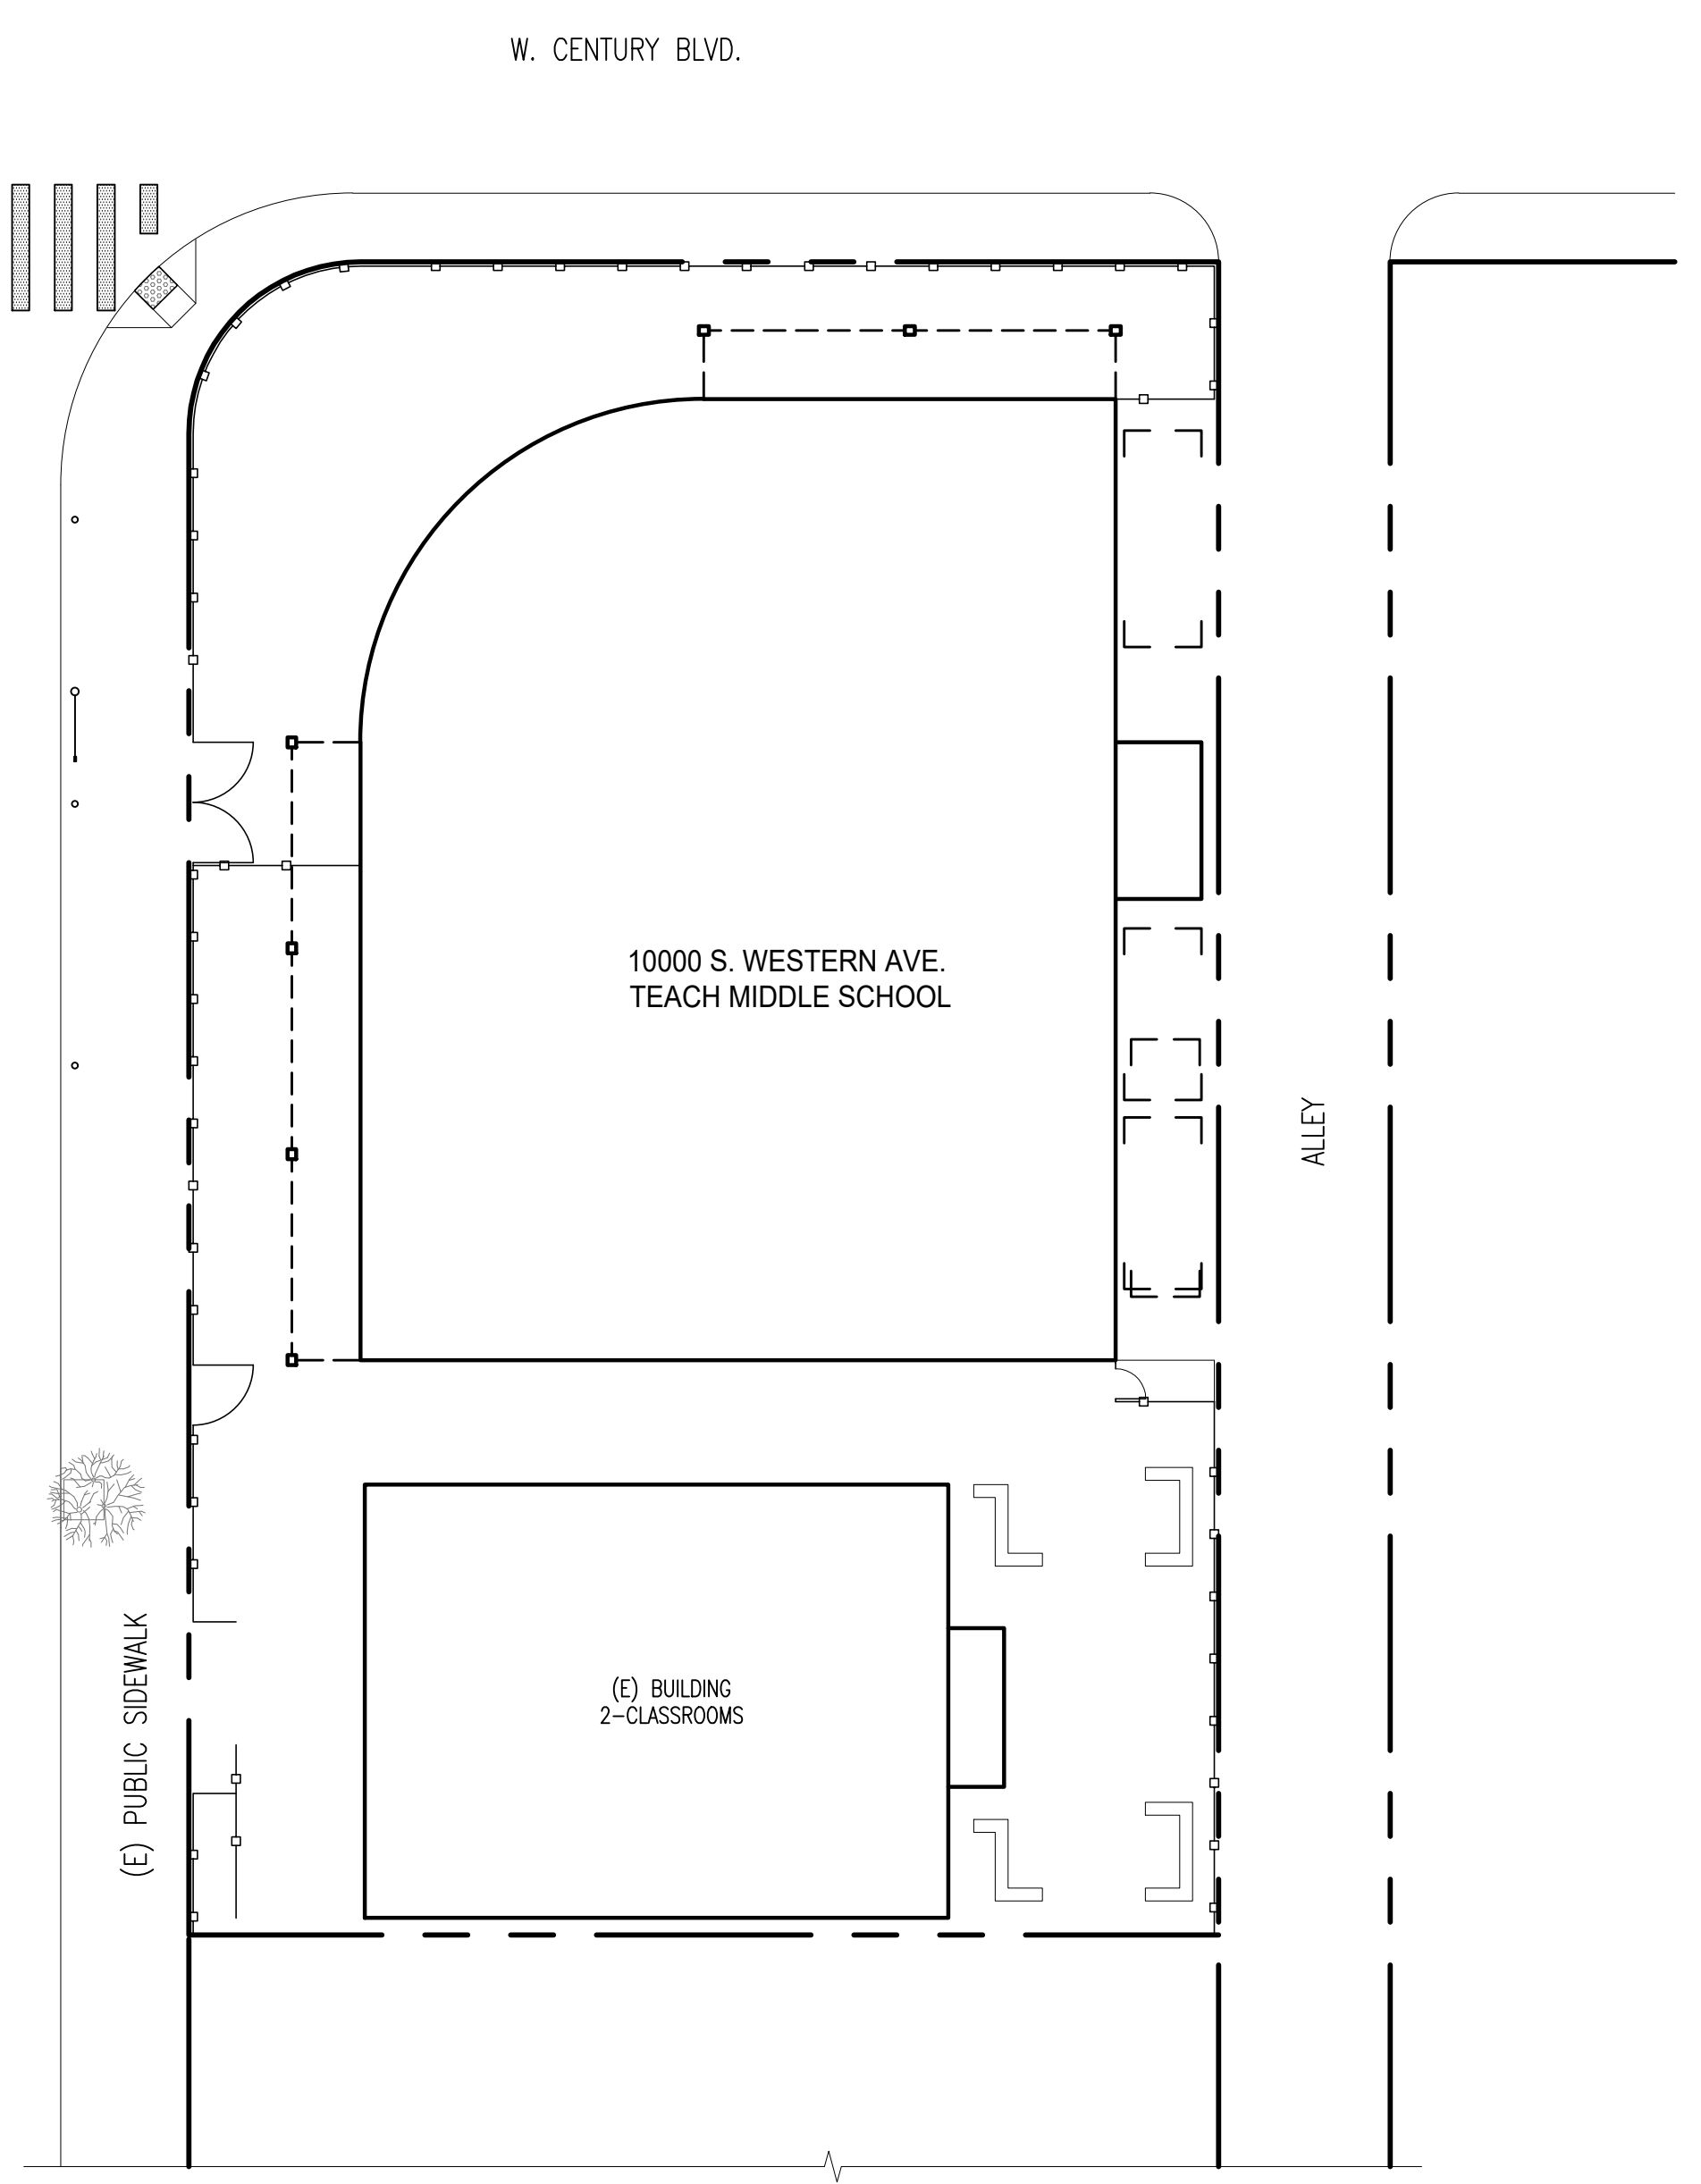 W. CENTURY BLVD.
10000 S. WESTERN AVE.
TEACH MIDDLE SCHOOL
ALLEY
(E) PUBLIC SIDEWALK
(E) BUILDING
2-CLASSROOMS